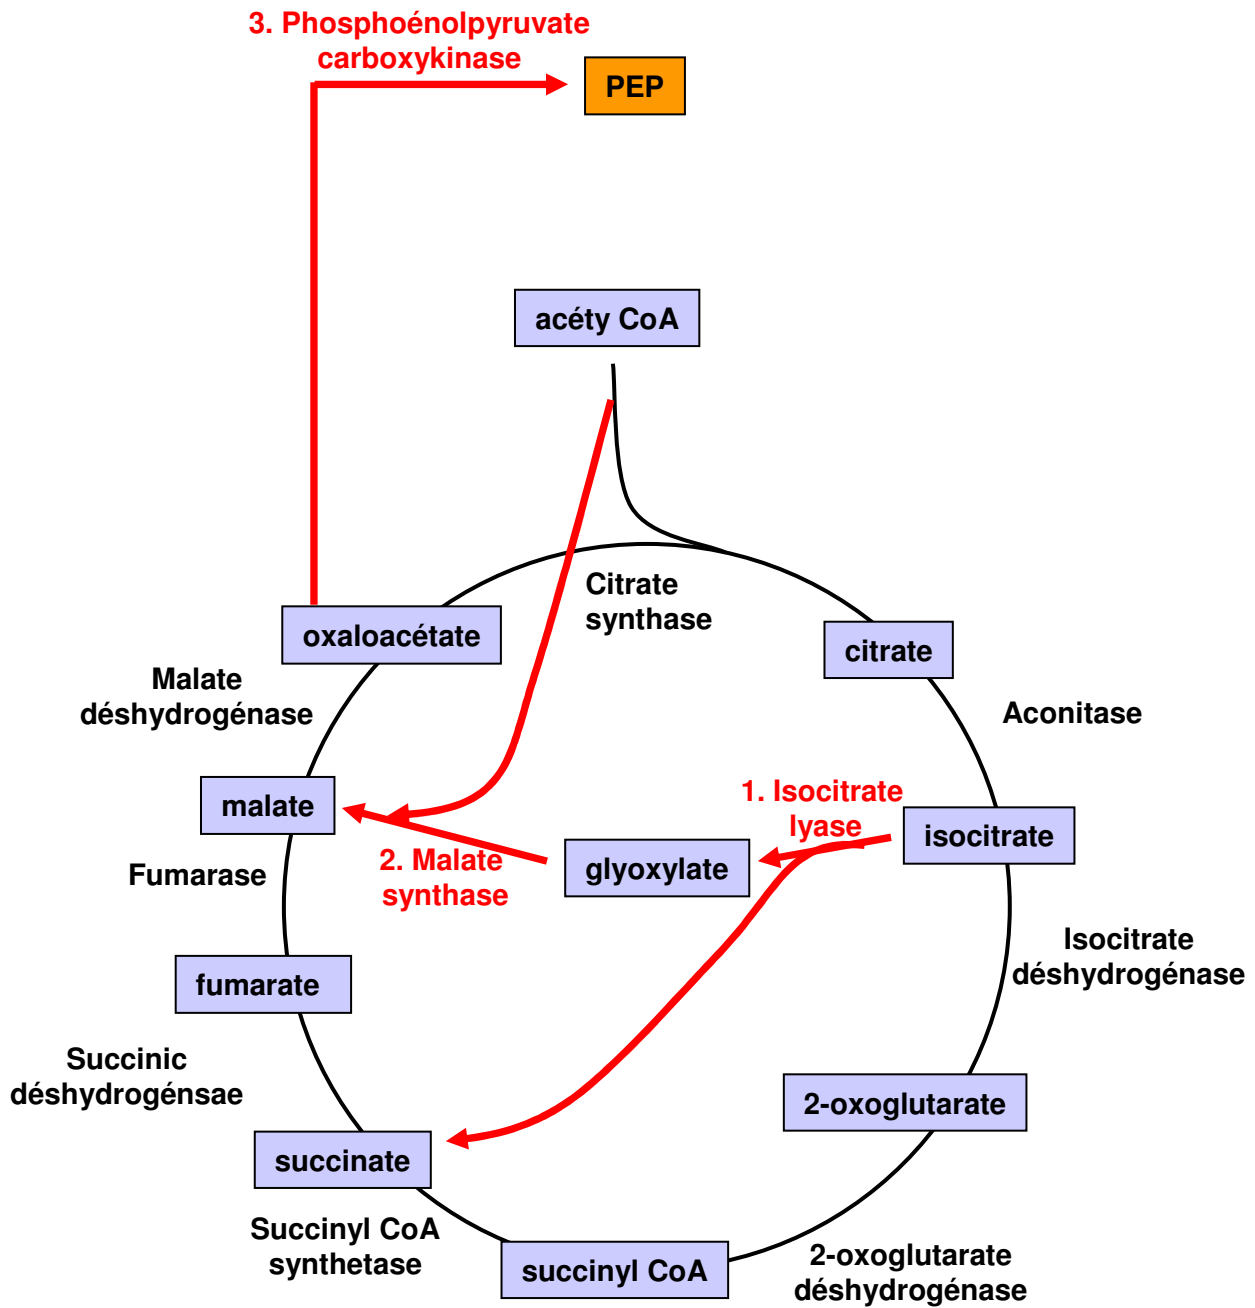 3. Phosphoénolpyruvate
carboxykinase
PEP
acéty CoA
Citrate
synthase
oxaloacétate
citrate
Malate
déshydrogénase
Aconitase
malate
1. Isocitrate
lyase
isocitrate
glyoxylate
2. Malate
synthase
Fumarase
Isocitrate
déshydrogénase
fumarate
Succinic
déshydrogénsae
2-oxoglutarate
succinate
Succinyl CoA
synthetase
succinyl CoA
2-oxoglutarate
déshydrogénase